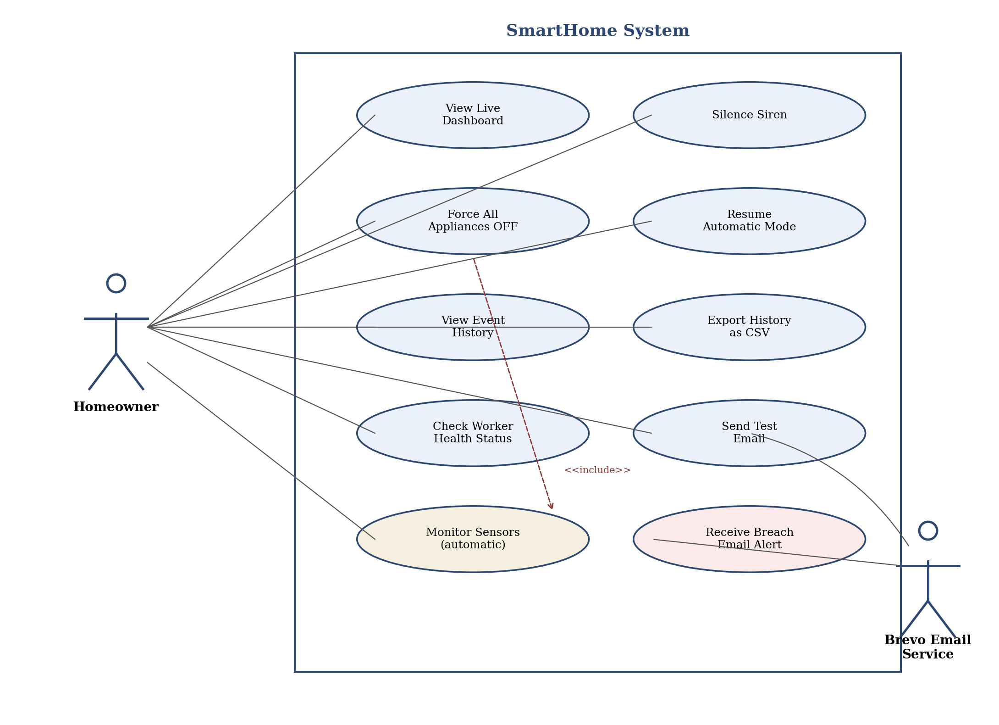 SmartHome System
View Live
Dashboard
Silence Siren
Force All
Appliances OFF
Resume
Automatic Mode
View Event
History
Export History
as CSV
Homeowner
Check Worker
Health Status
Send Test
Email
<<include>>
Monitor Sensors
(automatic)
Receive Breach
Email Alert
Brevo Email
Service